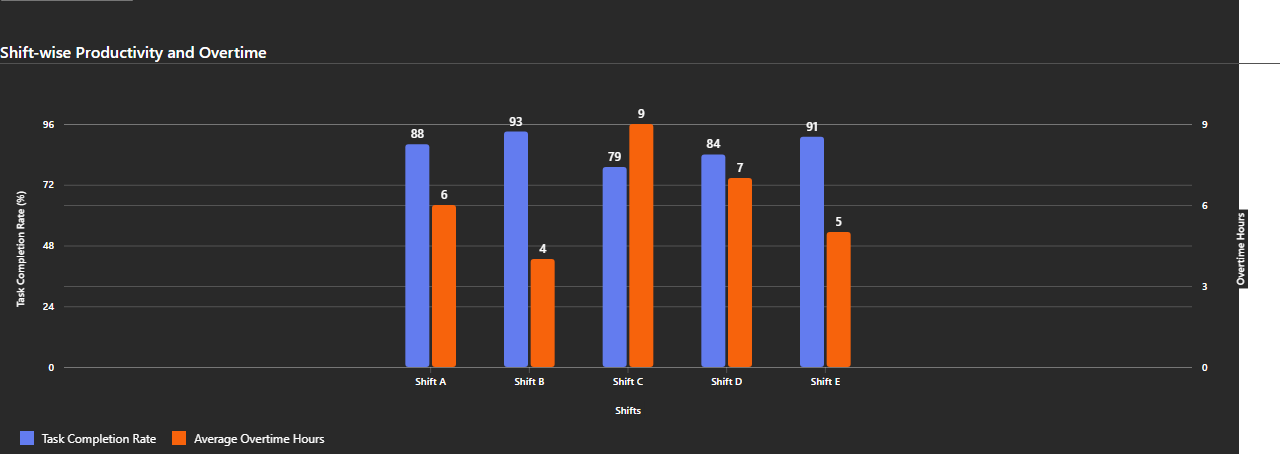 Shift-wise Productivity and Overtime
9
96 93 91 9
88 84
79
7
72
6 6
5
48 4
3
24
0 0
Task Completion Rate (%)
Overtime Hours
Shift A Shift B Shift C Shift D Shift E
Shifts
Task Completion Rate Average Overtime Hours